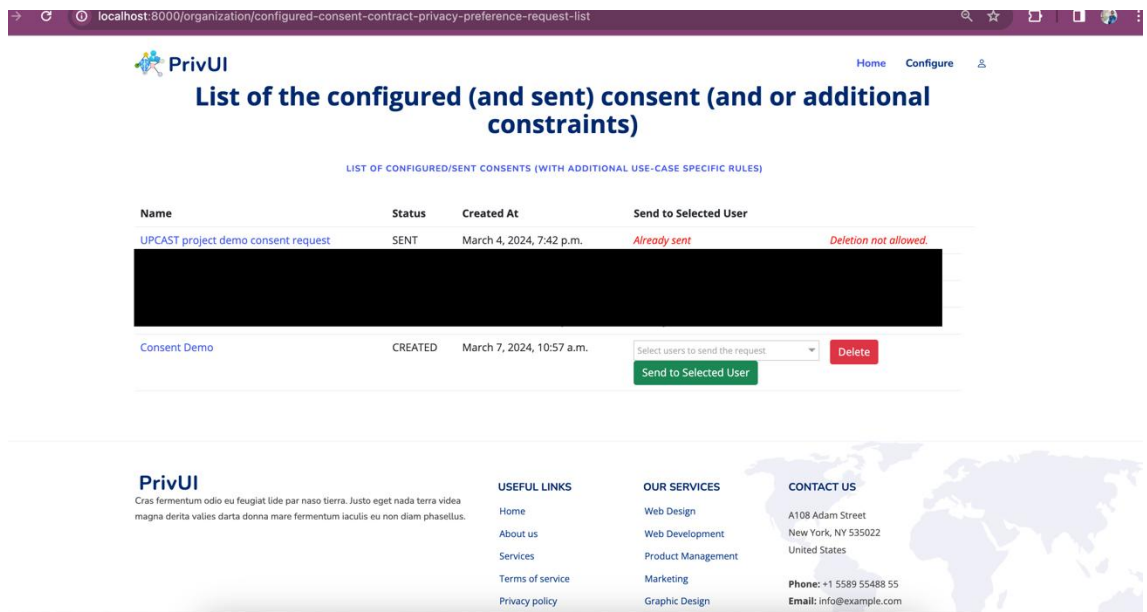 localhost:8000/organization/configured-consent-contract-privacy-preference-request-list
PrivUI
Home Configure
List of the configured (and sent) consent (and or additional
constraints)
LIST OF CONFIGURED/SENT CONSENTS (WITH ADDITIONAL USE-CASE SPECIFIC RULES)
Name Status Created At Send to Selected User
UPCAST project demo consent request SENT March 4, 2024, 7:42 p.m. Already sent Deletion not allowed.
Consent Demo CREATED March 7, 2024, 10:57 a.m. Select users to send the request Delete
Send to Selected User
PrivUI
Cras fermentum odio eu feugiat lide par naso tierra. Justo eget nada terra videa
magna derita valies darta donna mare fermentum iaculis eu non diam phasellus.
USEFUL LINKS
Home
About us
Services
Terms of service
Privacy policy
OUR SERVICES
Web Design
Web Development
Product Management
Marketing
Graphic Design
CONTACT US
A108 Adam Street
New York, NY 535022
United States
Phone: +1 5589 55488 55
Email: info@example.com